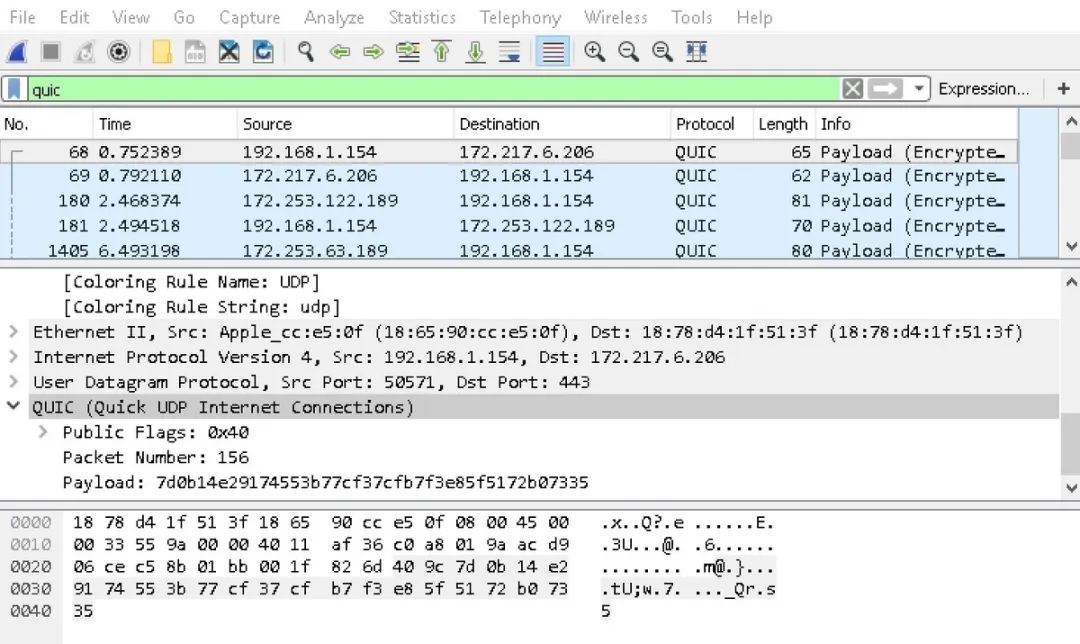 File Edit View Go Capture Analyze Statistics Telephony Wireless Tools Help
quic Expression... +
No. Time Source Destination Protocol Length Info
68 0.752389 192.168.1.154 172.217.6.206 QUIC 65 Payload (Encrypte…
69 0.792110 172.217.6.206 192.168.1.154 QUIC 62 Payload (Encrypte…
180 2.468374 172.253.122.189 192.168.1.154 QUIC 81 Payload (Encrypte…
181 2.494518 192.168.1.154 172.253.122.189 QUIC 70 Payload (Encrypte…
1405 6.493198 172.253.63.189 192.168.1.154 QUIC 80 Payload (Encrypte…
[Coloring Rule Name: UDP]
[Coloring Rule String: udp]
Ethernet II, Src: Apple_cc:e5:0f (18:65:90:cc:e5:0f), Dst: 18:78:d4:1f:51:3f (18:78:d4:1f:51:3f)
Internet Protocol Version 4, Src: 192.168.1.154, Dst: 172.217.6.206
User Datagram Protocol, Src Port: 50571, Dst Port: 443
QUIC (Quick UDP Internet Connections)
Public Flags: 0x40
Packet Number: 156
Payload: 7d0b14e29174553b77cf37cfb7f3e85f5172b07335
0000 18 78 d4 1f 51 3f 18 65 90 cc e5 0f 08 00 45 00 .x..Q?.e ......E.
0010 00 33 55 9a 00 00 40 11 af 36 c0 a8 01 9a ac d9 .3U...@. .6......
0020 06 ce c5 8b 01 bb 00 1f 82 6d 40 9c 7d 0b 14 e2 ........ .m@.}...
0030 91 74 55 3b 77 cf 37 cf b7 f3 e8 5f 51 72 b0 73 .tU;w.7. ..._Qr.s
0040 35 5